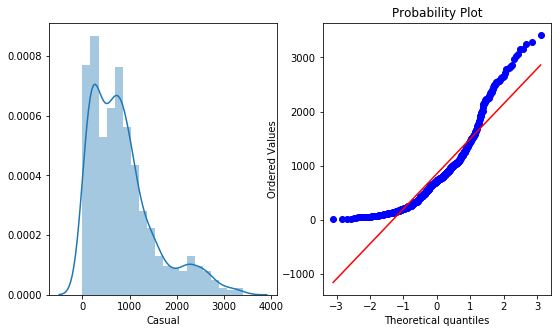 0.0008
0.0006
0.0004
0.0002
0.0000
0 1000 2000 3000 4000
Casual
Probability Plot
Ordered Values
3000
2000
1000
0
−1000
−3 −2 −1 0 1 2 3
Theoretical quantiles